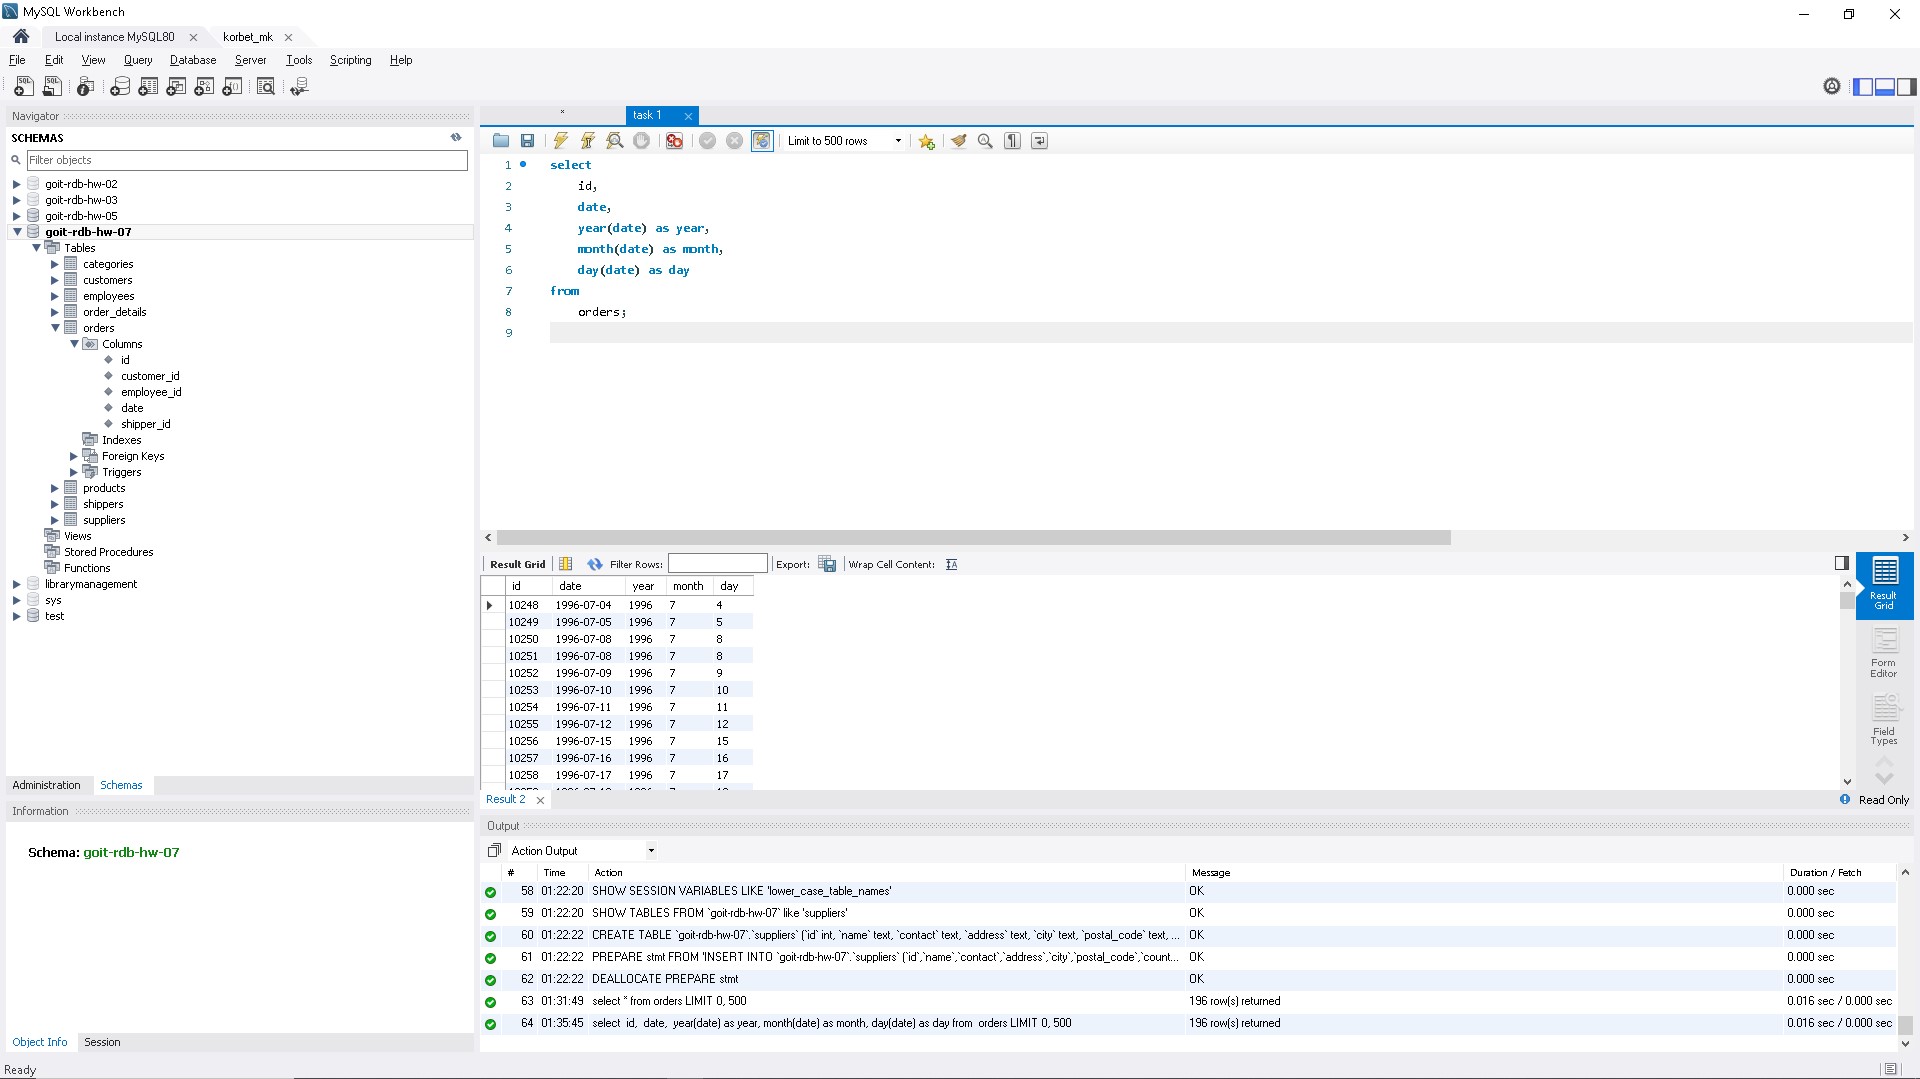 MySQL Workbench
Local instance MySQL80
korbet_mk
File Edit View Query Database Server Tools Scripting Help
Navigator
SCHEMAS
Filter objects
goit-rdb-hw-02
goit-rdb-hw-03
goit-rdb-hw-05
goit-rdb-hw-07
Tables
categories
customers
employees
order_details
orders
Columns
id
customer_id
employee_id
date
shipper_id
Indexes
Foreign Keys
Triggers
products
shippers
suppliers
Views
Stored Procedures
Functions
librarymanagement
sys
test
Administration Schemas
Information
Schema: goit-rdb-hw-07
Object Info Session
Ready
* task 1
Limit to 500 rows
1 select
2 id,
3 date,
4 year(date) as year,
5 month(date) as month,
6 day(date) as day
7 from
8 orders;
9
Result Grid Filter Rows: Export: Wrap Cell Content:
id date year month day
10248 1996-07-04 1996 7 4
10249 1996-07-05 1996 7 5
10250 1996-07-08 1996 7 8
10251 1996-07-08 1996 7 8
10252 1996-07-09 1996 7 9
10253 1996-07-10 1996 7 10
10254 1996-07-11 1996 7 11
10255 1996-07-12 1996 7 12
10256 1996-07-15 1996 7 15
10257 1996-07-16 1996 7 16
10258 1996-07-17 1996 7 17
Result Grid
Form Editor
Field Types
Result 2
Read Only
Output
Action Output
# Time Action Message Duration / Fetch
58 01:22:20 SHOW SESSION VARIABLES LIKE 'lower_case_table_names' OK 0.000 sec
59 01:22:20 SHOW TABLES FROM `goit-rdb-hw-07` like 'suppliers' OK 0.000 sec
60 01:22:22 CREATE TABLE `goit-rdb-hw-07`.`suppliers` (`id` int, `name` text, `contact` text, `address` text, `city` text, `postal_code` text, ... OK 0.000 sec
61 01:22:22 PREPARE stmt FROM 'INSERT INTO `goit-rdb-hw-07`.`suppliers` (`id`,`name`,`contact`,`address`,`city`,`postal_code`,`count... OK 0.000 sec
62 01:22:22 DEALLOCATE PREPARE stmt OK 0.000 sec
63 01:31:49 select * from orders LIMIT 0, 500 196 row(s) returned 0.016 sec / 0.000 sec
64 01:35:45 select id, date, year(date) as year, month(date) as month, day(date) as day from orders LIMIT 0, 500 196 row(s) returned 0.016 sec / 0.000 sec